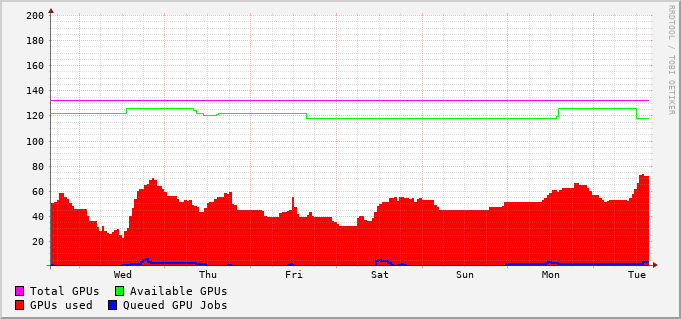 200
180
160
140
120
100
80
60
40
20
Wed Thu Fri Sat Sun Mon Tue
Total GPUs Available GPUs
GPUs used Queued GPU Jobs
RRDTOOL / TOBI OETIKER